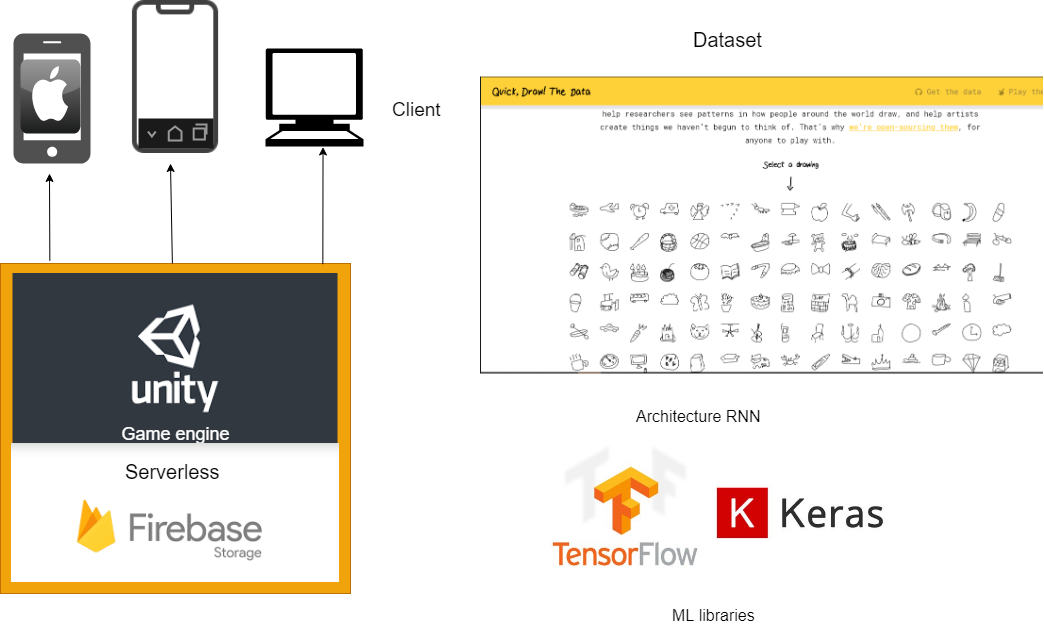 Dataset
Client
Quick, Draw! The Data
Get the data
Play the
help researchers see patterns in how people around the world draw, and help artists
create things we haven't begun to think of. That's why we're open-sourcing them, for
anyone to play with.
Select a drawing
unity
Game engine
Serverless
Firebase
Storage
Architecture RNN
TensorFlow
K Keras
ML libraries